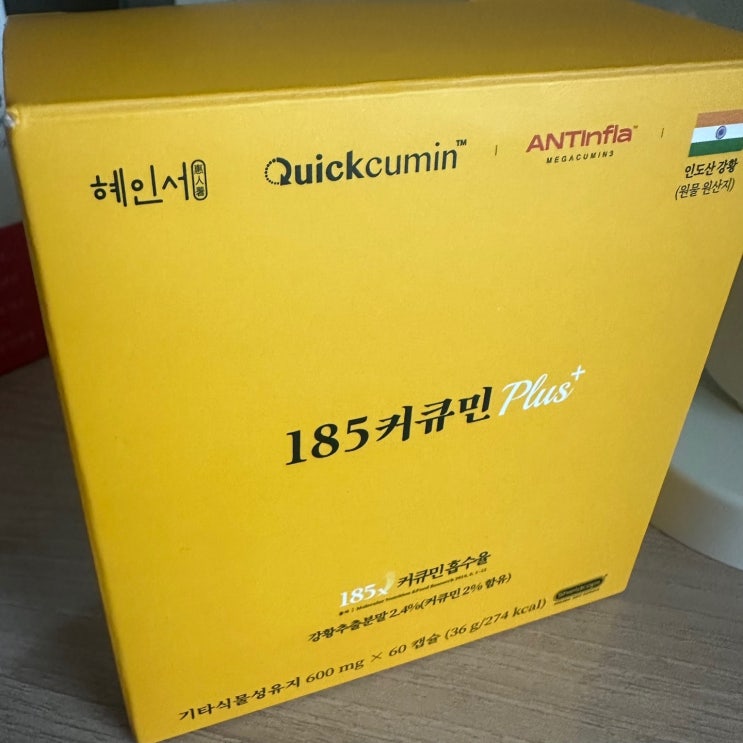 혜인서 惠人署
Quickcumin™
ANTInfla™
MEGACUMIN3
인도산 강황
(원물 원산지)
185커큐민 Plus+
185x 커큐민 흡수율
강황추출분말 2.4%(커큐민 2% 함유)
기타식물성유지 600 mg × 60 캡슐 (36 g/274 kcal)